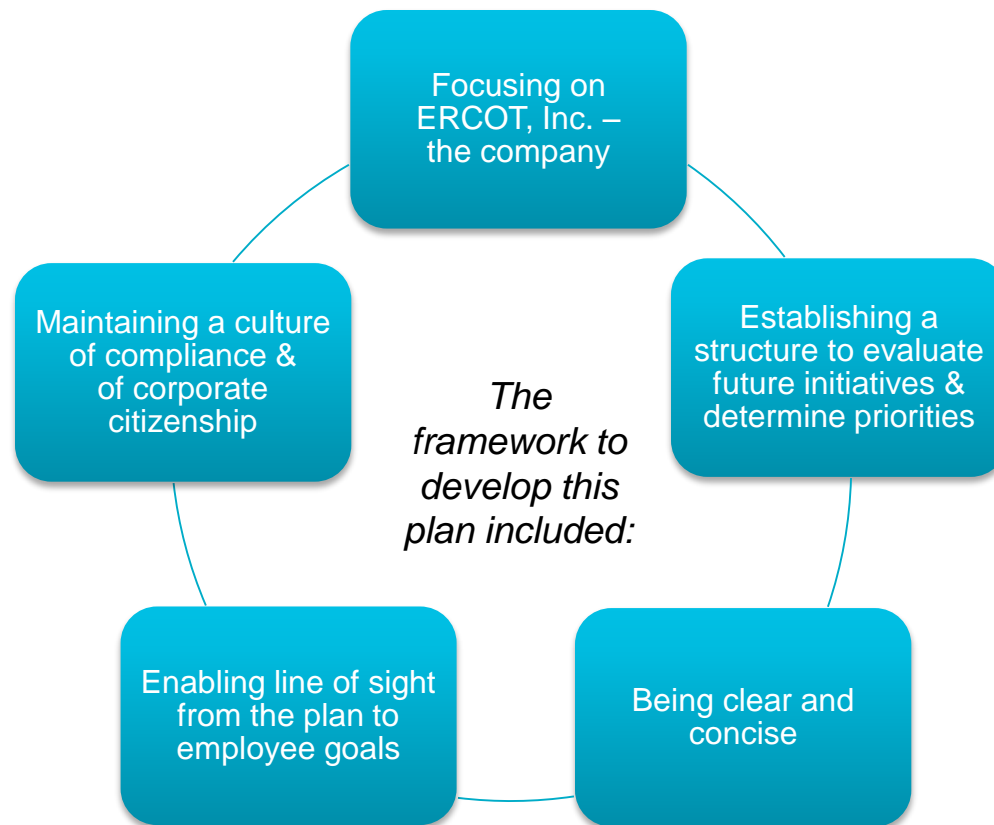 Focusing on
ERCOT, Inc. –
the company
Establishing a
structure to evaluate
future initiatives &
determine priorities
Being clear and
concise
Enabling line of sight
from the plan to
employee goals
Maintaining a culture
of compliance &
of corporate
citizenship
The
framework to
develop this
plan included: